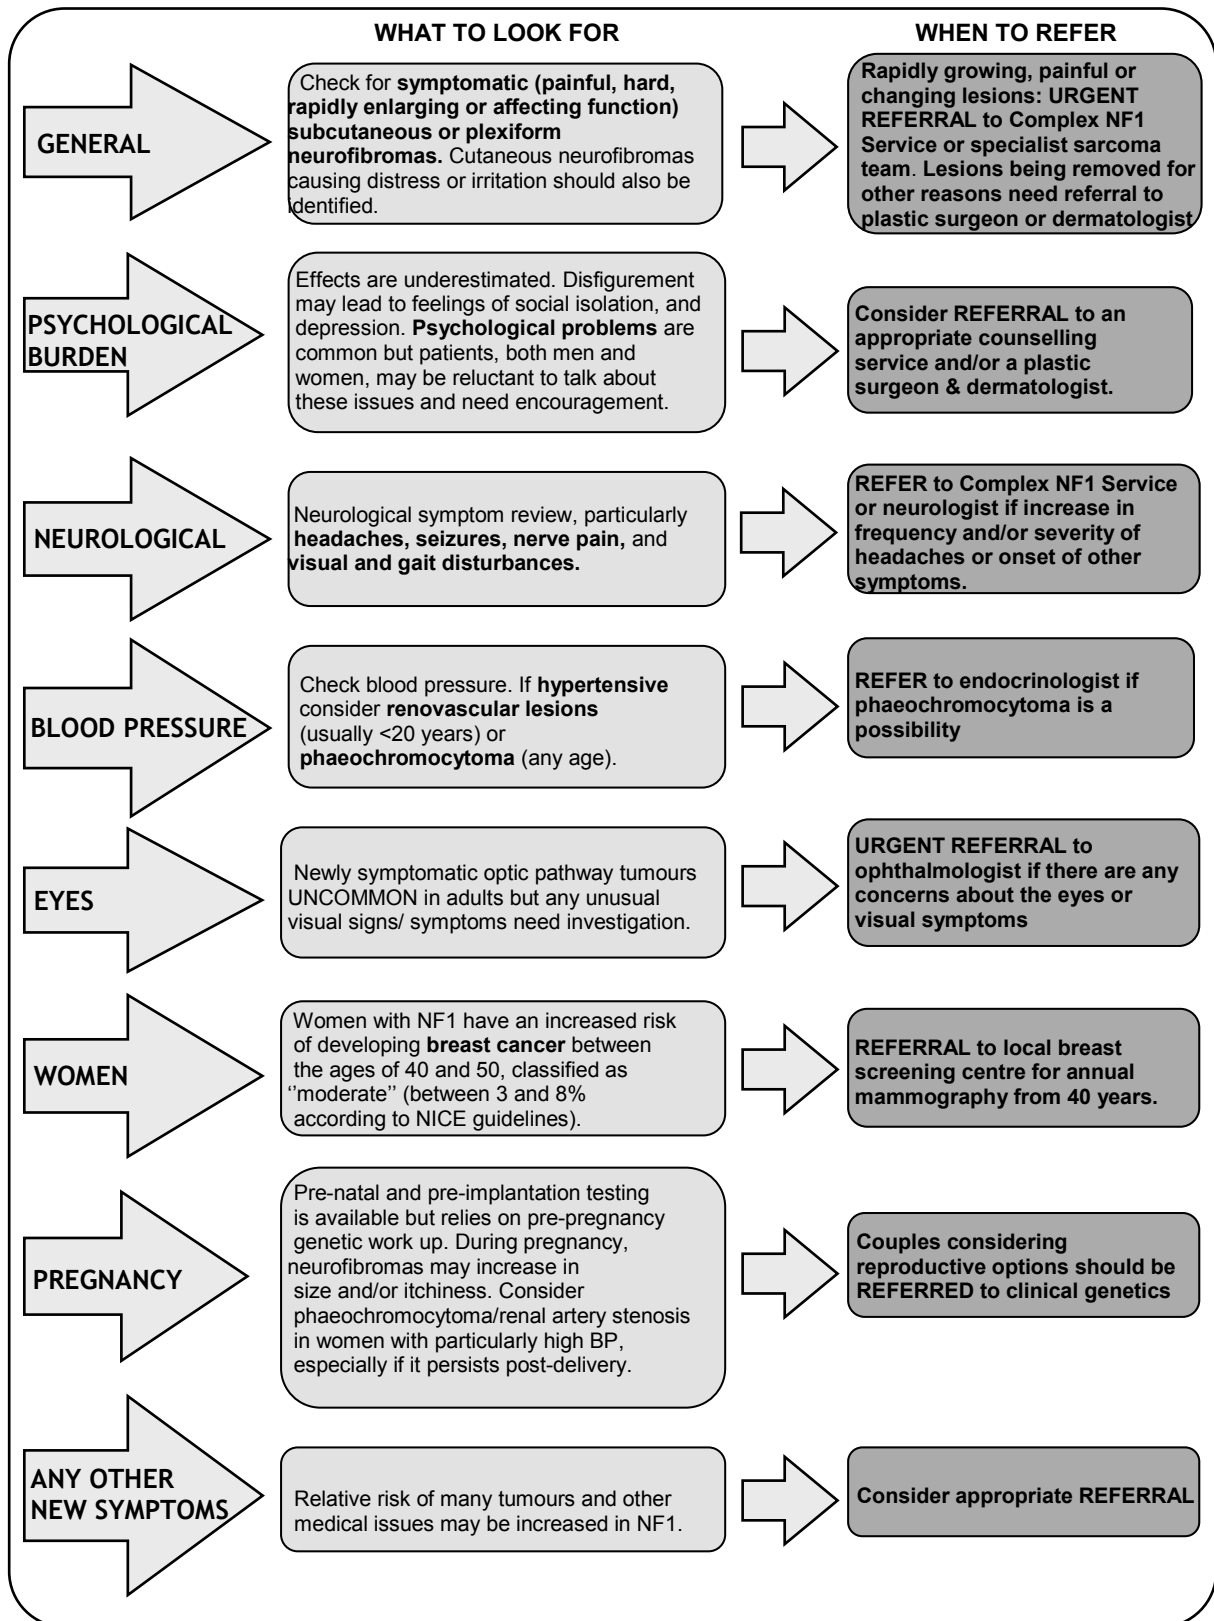 WHAT TO LOOK FOR
WHEN TO REFER
GENERAL
Check for symptomatic (painful, hard,
rapidly enlarging or affecting function)
subcutaneous or plexiform
neurofibromas. Cutaneous neurofibromas
causing distress or irritation should also be
identified.
Rapidly growing, painful or
changing lesions: URGENT
REFERRAL to Complex NF1
Service or specialist sarcoma
team. Lesions being removed for
other reasons need referral to
plastic surgeon or dermatologist
PSYCHOLOGICAL
BURDEN
Effects are underestimated. Disfigurement
may lead to feelings of social isolation, and
depression. Psychological problems are
common but patients, both men and
women, may be reluctant to talk about
these issues and need encouragement.
Consider REFERRAL to an
appropriate counselling
service and/or a plastic
surgeon & dermatologist.
NEUROLOGICAL
Neurological symptom review, particularly
headaches, seizures, nerve pain, and
visual and gait disturbances.
REFER to Complex NF1 Service
or neurologist if increase in
frequency and/or severity of
headaches or onset of other
symptoms.
BLOOD PRESSURE
Check blood pressure. If hypertensive
consider renovascular lesions
(usually <20 years) or
phaeochromocytoma (any age).
REFER to endocrinologist if
phaeochromocytoma is a
possibility
EYES
Newly symptomatic optic pathway tumours
UNCOMMON in adults but any unusual
visual signs/ symptoms need investigation.
URGENT REFERRAL to
ophthalmologist if there are any
concerns about the eyes or
visual symptoms
WOMEN
Women with NF1 have an increased risk
of developing breast cancer between
the ages of 40 and 50, classified as
‘’moderate’’ (between 3 and 8%
according to NICE guidelines).
REFERRAL to local breast
screening centre for annual
mammography from 40 years.
PREGNANCY
Pre-natal and pre-implantation testing
is available but relies on pre-pregnancy
genetic work up. During pregnancy,
neurofibromas may increase in
size and/or itchiness. Consider
phaeochromocytoma/renal artery stenosis
in women with particularly high BP,
especially if it persists post-delivery.
Couples considering
reproductive options should be
REFERRED to clinical genetics
ANY OTHER
NEW SYMPTOMS
Relative risk of many tumours and other
medical issues may be increased in NF1.
Consider appropriate REFERRAL